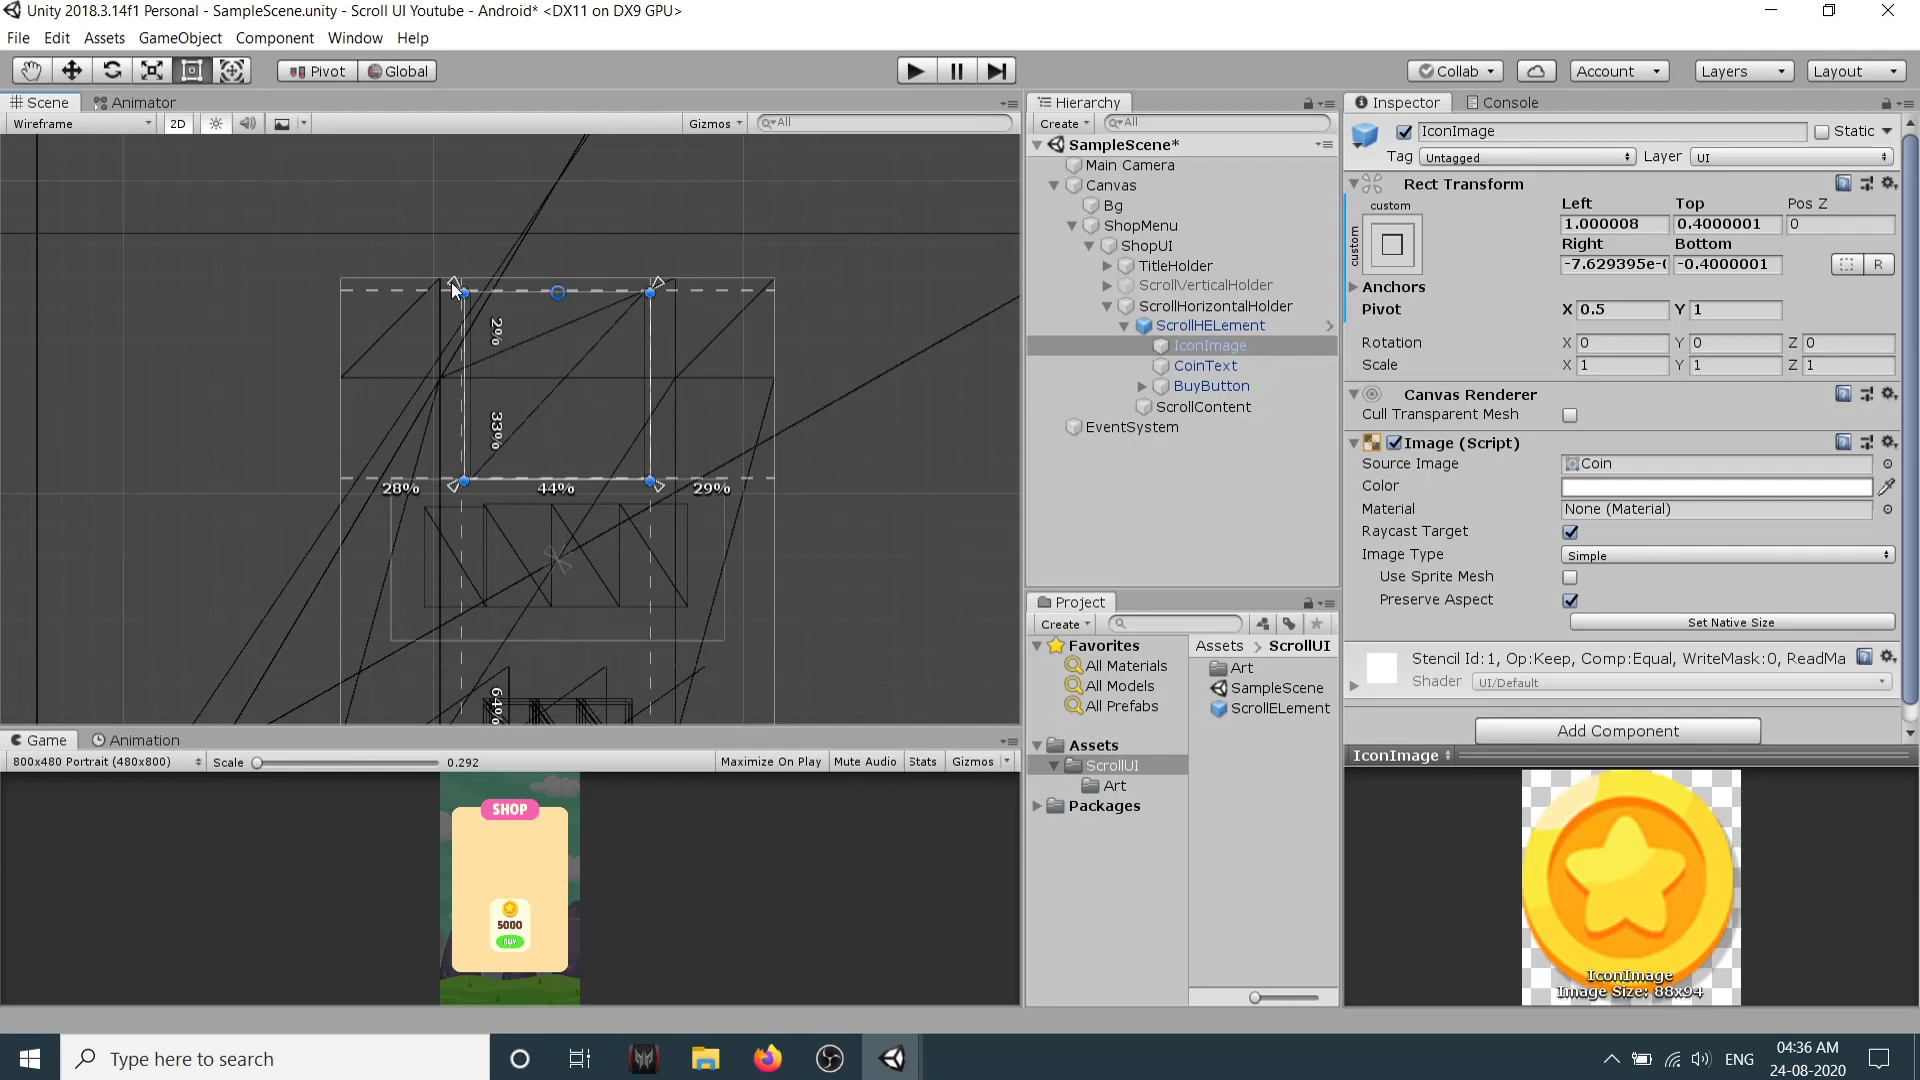 Unity 2018.3.14f1 Personal - SampleScene.unity - Scroll UI Youtube - Android* <DX11 on DX9 GPU>
File Edit Assets GameObject Component Window Help
Pivot Global
Collab Account Layers Layout
Scene Animator
Wireframe 2D Gizmos All
2%
33%
28% 44% 29%
64%
Hierarchy
Create All
SampleScene*
Main Camera
Canvas
Bg
ShopMenu
ShopUI
TitleHolder
ScrollVerticalHolder
ScrollHorizontalHolder
ScrollHELement
IconImage
CoinText
BuyButton
ScrollContent
EventSystem
Project
Create
Favorites
All Materials
All Models
All Prefabs
Assets
ScrollUI
Art
Packages
Assets > ScrollUI
Art
SampleScene
ScrollELement
Inspector Console
IconImage Static
Tag Untagged Layer UI
Rect Transform
custom
custom
Left Top Pos Z
1.000008 0.4000001 0
Right Bottom
-7.629395e-( -0.4000001 R
Anchors
Pivot X 0.5 Y 1
Rotation X 0 Y 0 Z 0
Scale X 1 Y 1 Z 1
Canvas Renderer
Cull Transparent Mesh
Image (Script)
Source Image Coin
Color
Material None (Material)
Raycast Target
Image Type Simple
Use Sprite Mesh
Preserve Aspect
Set Native Size
Stencil Id:1, Op:Keep, Comp:Equal, WriteMask:0, ReadMa
Shader UI/Default
Add Component
IconImage
IconImage
Image Size: 88x94
Game Animation
800x480 Portrait (480x800) Scale 0.292 Maximize On Play Mute Audio Stats Gizmos
SHOP
5000
BUY
Type here to search
ENG
04:36 AM
24-08-2020